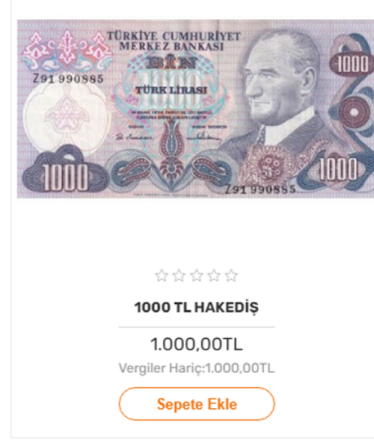 TÜRKİYE CUMHURİYET
MERKEZ BANKASI
BİN
1000
Z91 990885
TÜRK LİRASI
1000
1000
Z91 990885
1000 TL HAKEDİŞ
1.000,00TL
Vergiler Hariç:1.000,00TL
Sepete Ekle